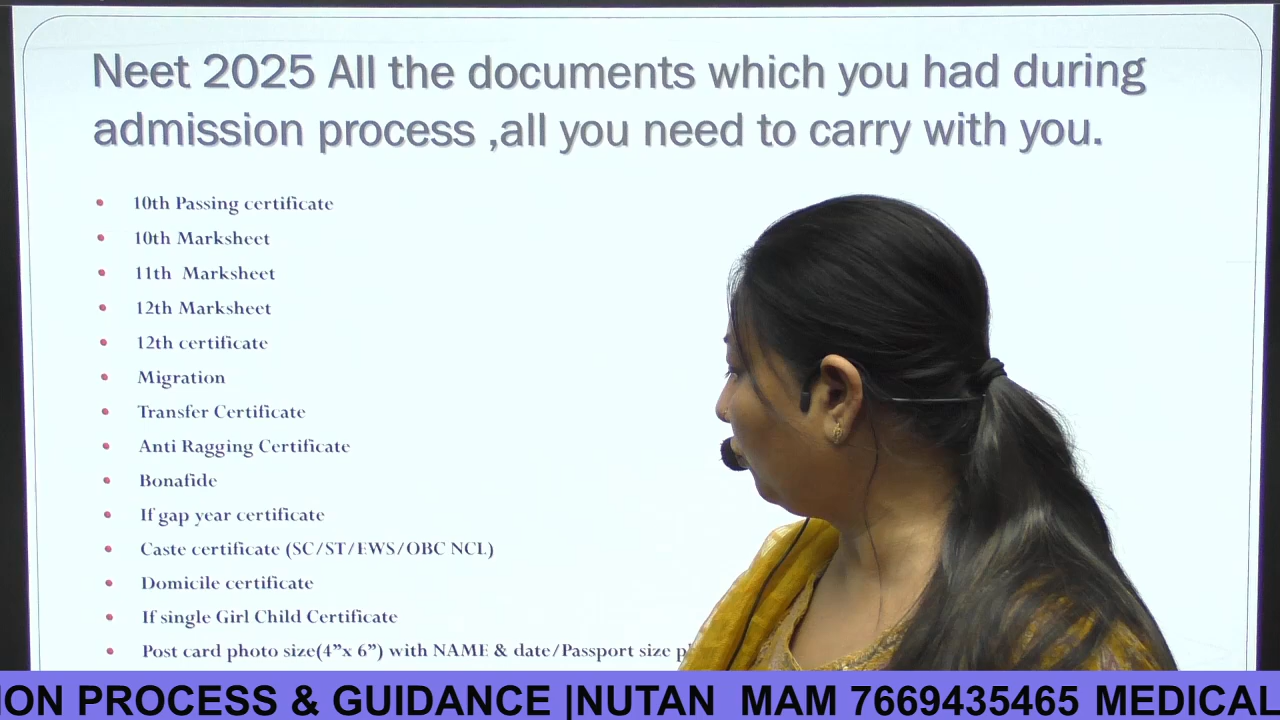 Neet 2025 All the documents which you had during
admission process ,all you need to carry with you.
10th Passing certificate
10th Marksheet
11th Marksheet
12th Marksheet
12th certificate
Migration
Transfer Certificate
Anti Ragging Certificate
Bonafide
If gap year certificate
Caste certificate (SC/ST/EWS/OBC NCL)
Domicile certificate
If single Girl Child Certificate
Post card photo size(4”x 6”) with NAME & date/Passport size
PROCESS & GUIDANCE |NUTAN MAM 7669435465 MEDICAL